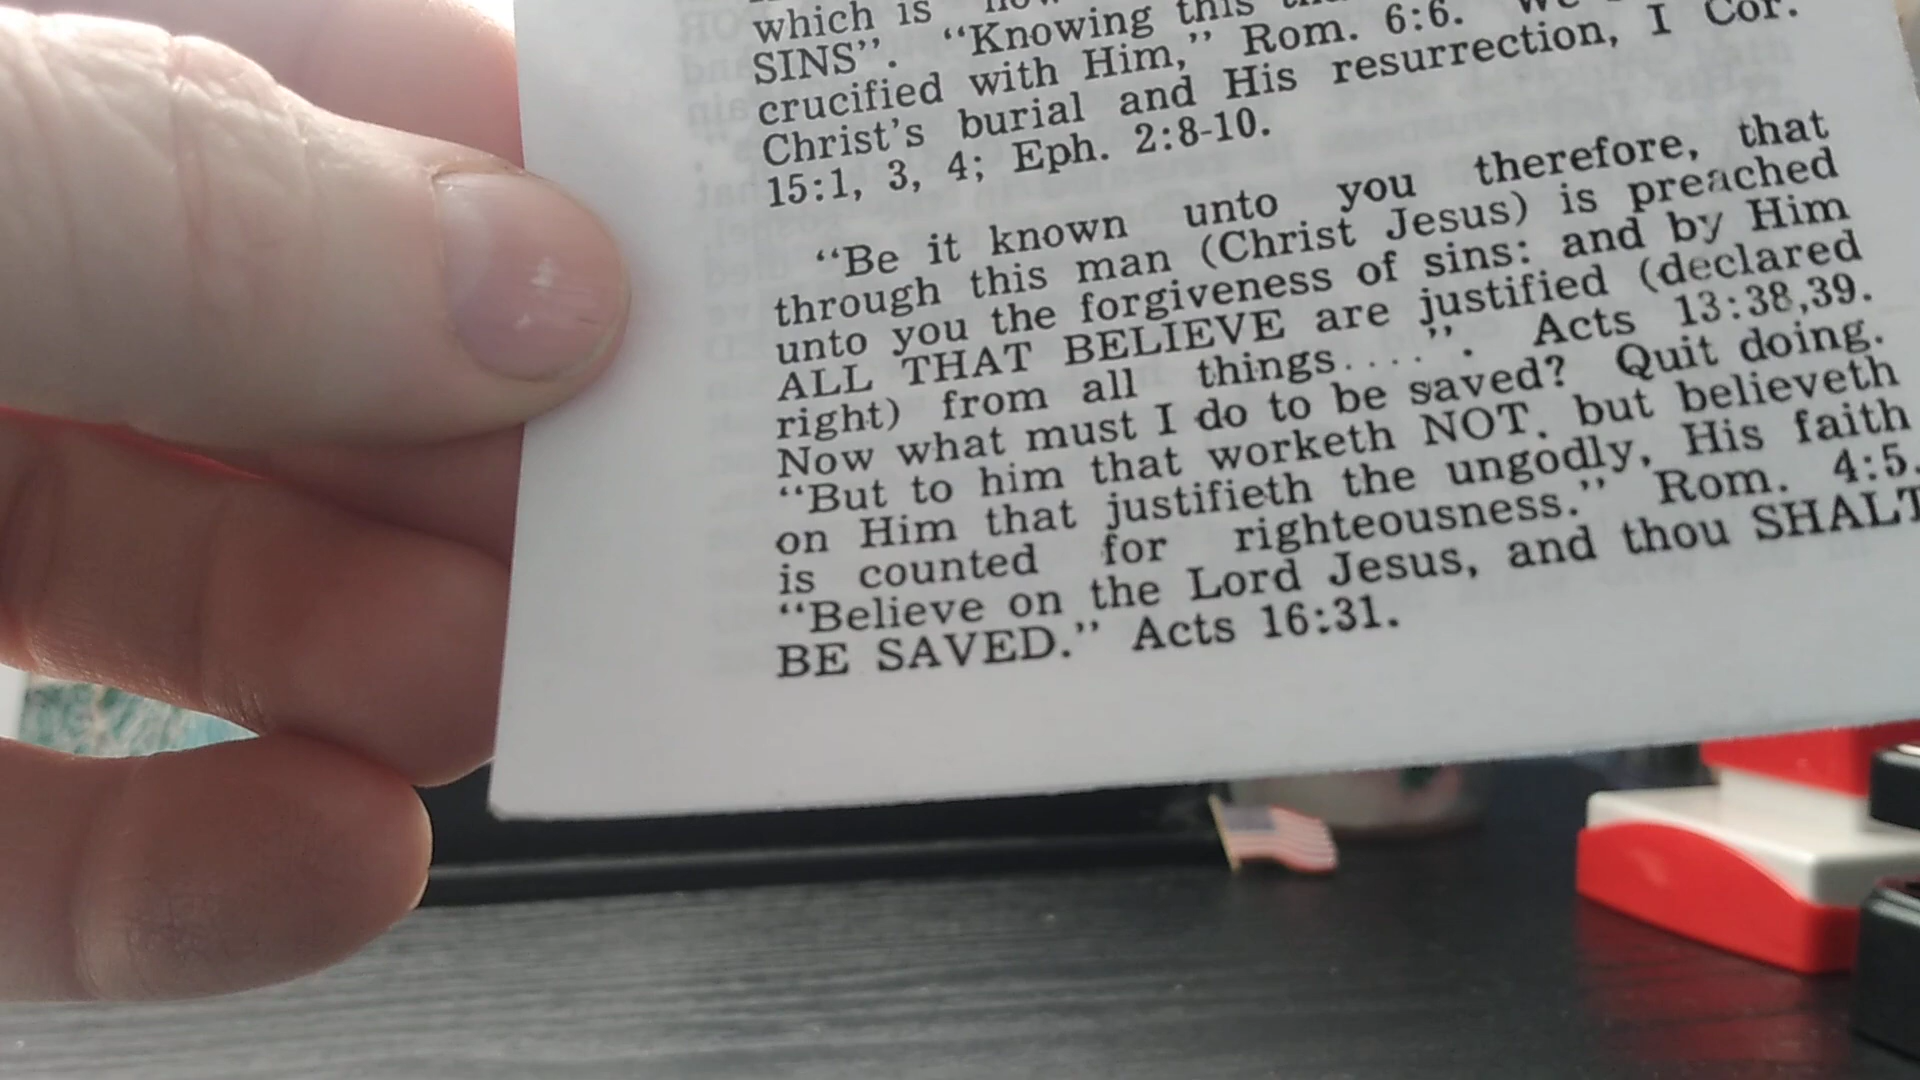 which is
SINS”. “Knowing this
crucified with Him,” Rom. 6:6.
Christ’s burial and His resurrection, I Cor.
15:1, 3, 4; Eph. 2:8-10.
“Be it known unto you therefore, that
through this man (Christ Jesus) is preached
unto you the forgiveness of sins: and by Him
ALL THAT BELIEVE are justified (declared
right) from all things....”. Acts 13:38,39.
Now what must I do to be saved? Quit doing.
“But to him that worketh NOT. but believeth
on Him that justifieth the ungodly, His faith
is counted for righteousness.” Rom. 4:5.
“Believe on the Lord Jesus, and thou SHALT
BE SAVED.” Acts 16:31.